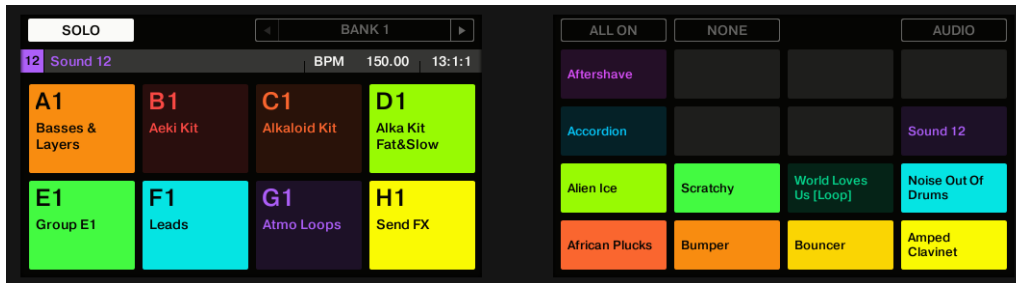 SOLO
BANK 1
12 Sound 12
BPM 150.00 13:1:1
A1
Basses &
Layers
B1
Aeki Kit
C1
Alkaloid Kit
D1
Alka Kit
Fat&Slow
E1
Group E1
F1
Leads
G1
Atmo Loops
H1
Send FX
ALL ON
NONE
AUDIO
Aftershave
Accordion
Sound 12
Alien Ice
Scratchy
World Loves
Us [Loop]
Noise Out Of
Drums
African Plucks
Bumper
Bouncer
Amped
Clavinet